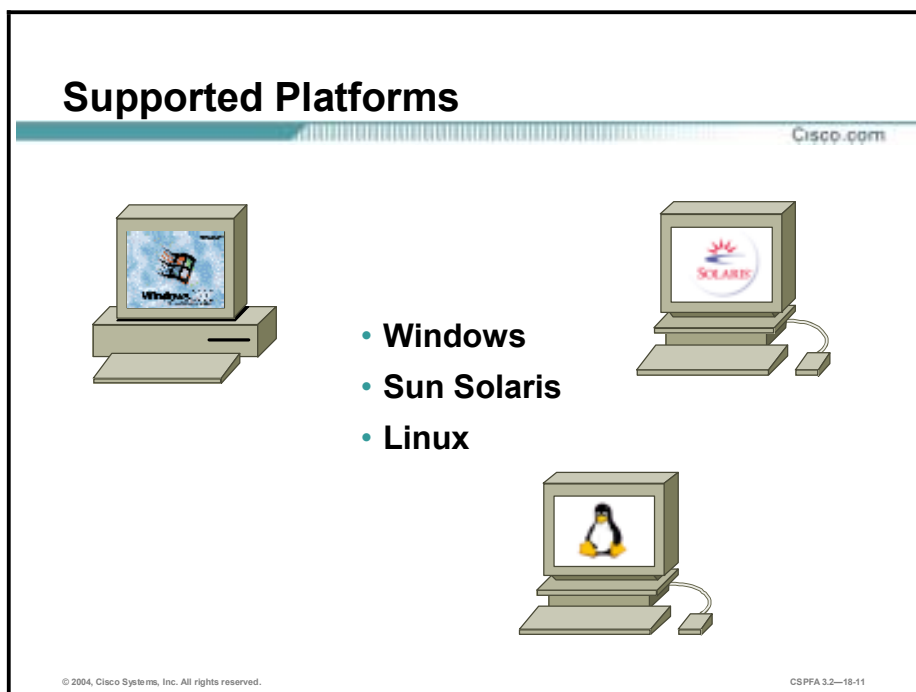 Supported Platforms
Cisco.com
Windows
SOLARIS
• Windows
• Sun Solaris
• Linux
© 2004, Cisco Systems, Inc. All rights reserved.
CSPFA 3.2—18-11